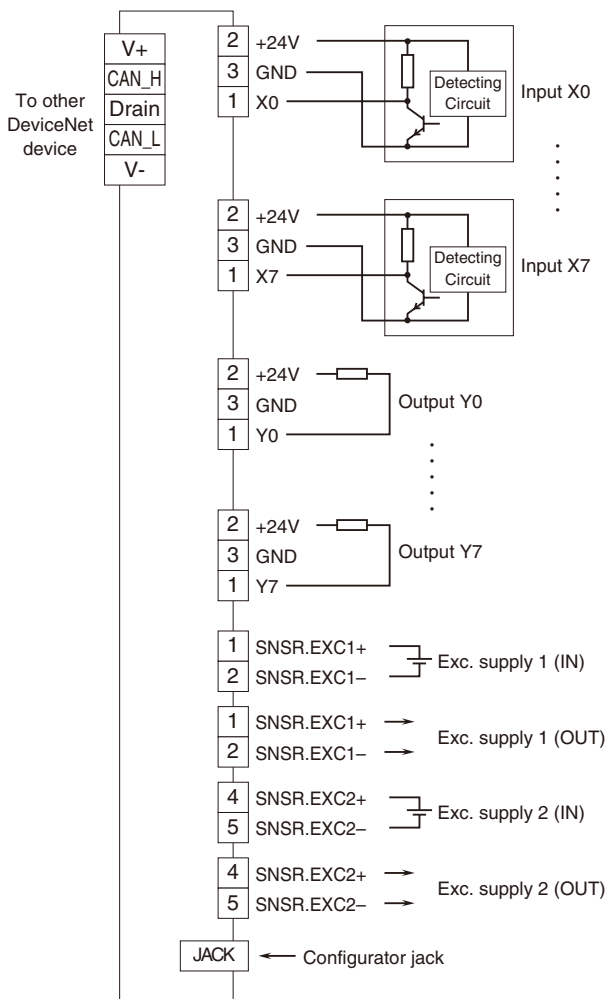 To other
DeviceNet
device
V+
CAN_H
Drain
CAN_L
V-
2 +24V
3 GND
1 X0
Detecting
Circuit
Input X0
2 +24V
3 GND
1 X7
Detecting
Circuit
Input X7
2 +24V
3 GND
1 Y0
Output Y0
2 +24V
3 GND
1 Y7
Output Y7
1 SNSR.EXC1+
2 SNSR.EXC1–
Exc. supply 1 (IN)
1 SNSR.EXC1+
2 SNSR.EXC1–
Exc. supply 1 (OUT)
4 SNSR.EXC2+
5 SNSR.EXC2–
Exc. supply 2 (IN)
4 SNSR.EXC2+
5 SNSR.EXC2–
Exc. supply 2 (OUT)
JACK
Configurator jack